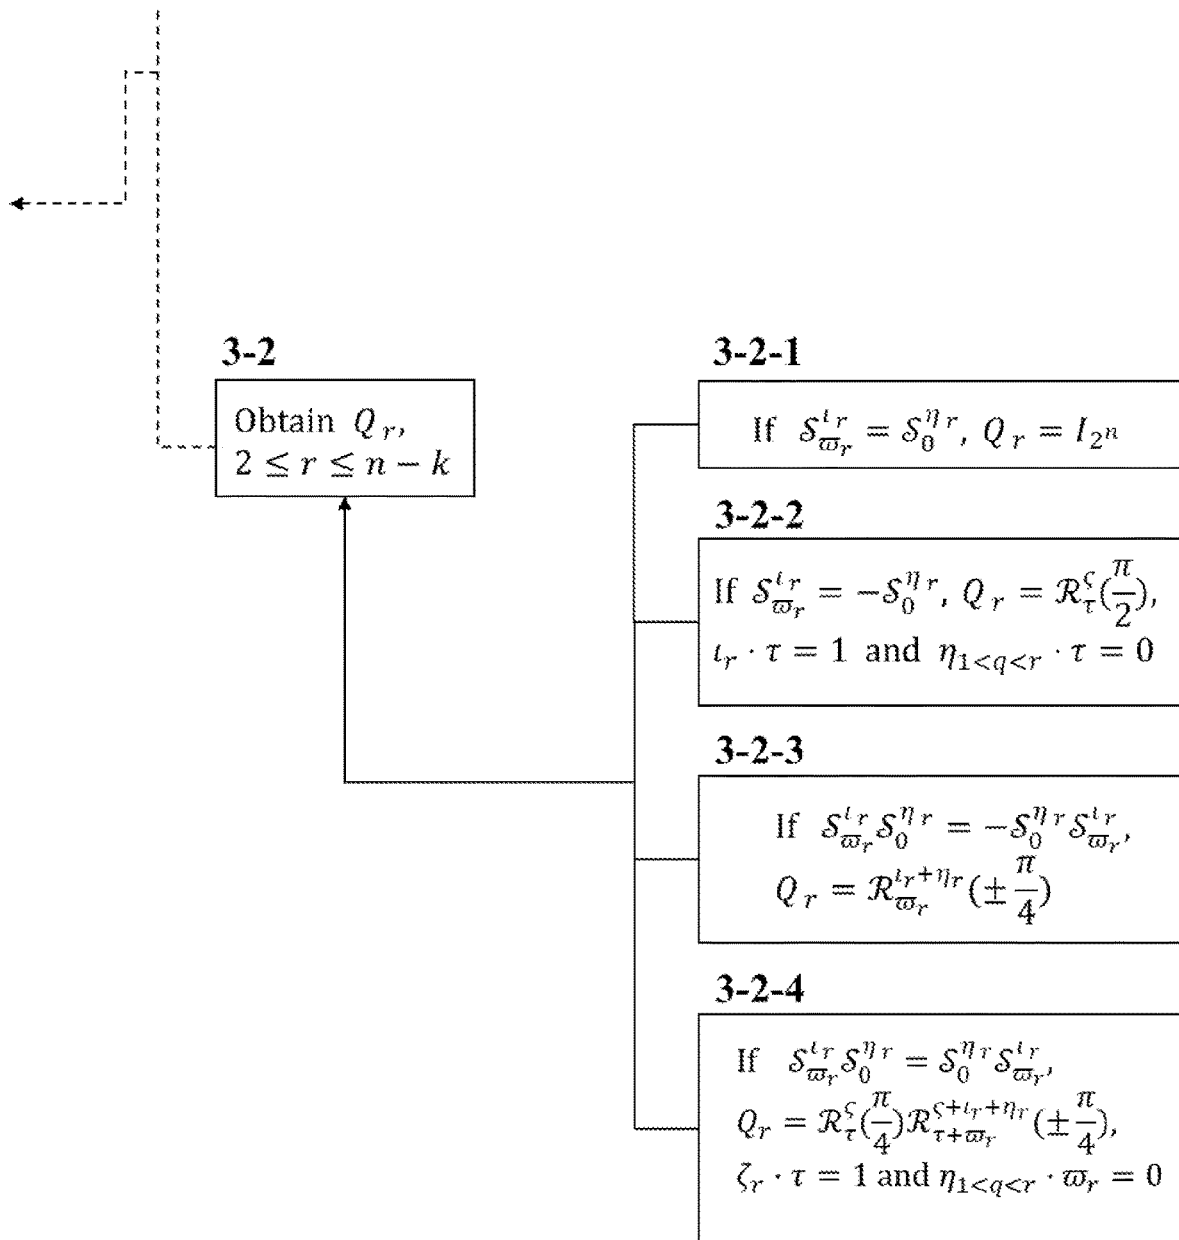 3-2
Obtain Q_r,
2 ≤ r ≤ n − k
3-2-1
If 𝒮_{ϖ_r}^{ι_r} = 𝒮_0^{η_r}, Q_r = I_{2^n}
3-2-2
If 𝒮_{ϖ_r}^{ι_r} = −𝒮_0^{η_r}, Q_r = ℛ_τ^ς(π/2),
ι_r · τ = 1 and η_{1<q<r} · τ = 0
3-2-3
If 𝒮_{ϖ_r}^{ι_r} 𝒮_0^{η_r} = −𝒮_0^{η_r} 𝒮_{ϖ_r}^{ι_r},
Q_r = ℛ_{ϖ_r}^{ι_r+η_r}(± π/4)
3-2-4
If 𝒮_{ϖ_r}^{ι_r} 𝒮_0^{η_r} = 𝒮_0^{η_r} 𝒮_{ϖ_r}^{ι_r},
Q_r = ℛ_τ^ς(π/4) ℛ_{τ+ϖ_r}^{ς+ι_r+η_r}(± π/4),
ζ_r · τ = 1 and η_{1<q<r} · ϖ_r = 0